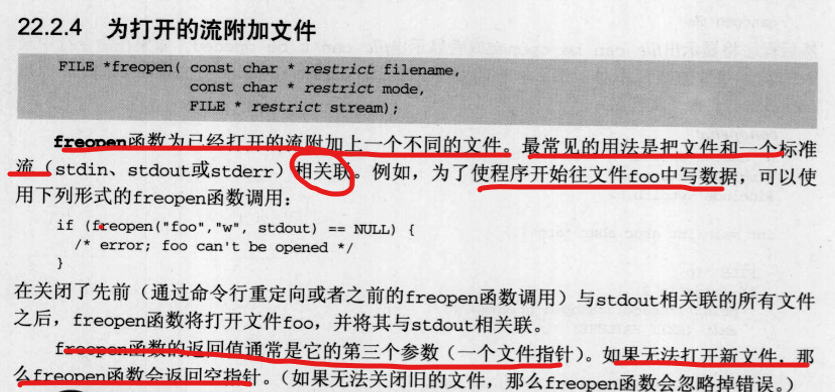 22.2.4 为打开的流附加文件
FILE *freopen( const char * restrict filename,
const char * restrict mode,
FILE * restrict stream);
freopen函数为已经打开的流附加上一个不同的文件。最常见的用法是把文件和一个标准
流（stdin、stdout或stderr）相关联。例如，为了使程序开始往文件foo中写数据，可以使
用下列形式的freopen函数调用：
if (freopen("foo","w", stdout) == NULL) {
/* error; foo can't be opened */
}
在关闭了先前（通过命令行重定向或者之前的freopen函数调用）与stdout相关联的所有文件
之后，freopen函数将打开文件foo，并将其与stdout相关联。
freopen函数的返回值通常是它的第三个参数（一个文件指针）。如果无法打开新文件，那
么freopen函数会返回空指针。（如果无法关闭旧的文件，那么freopen函数会忽略掉错误。）